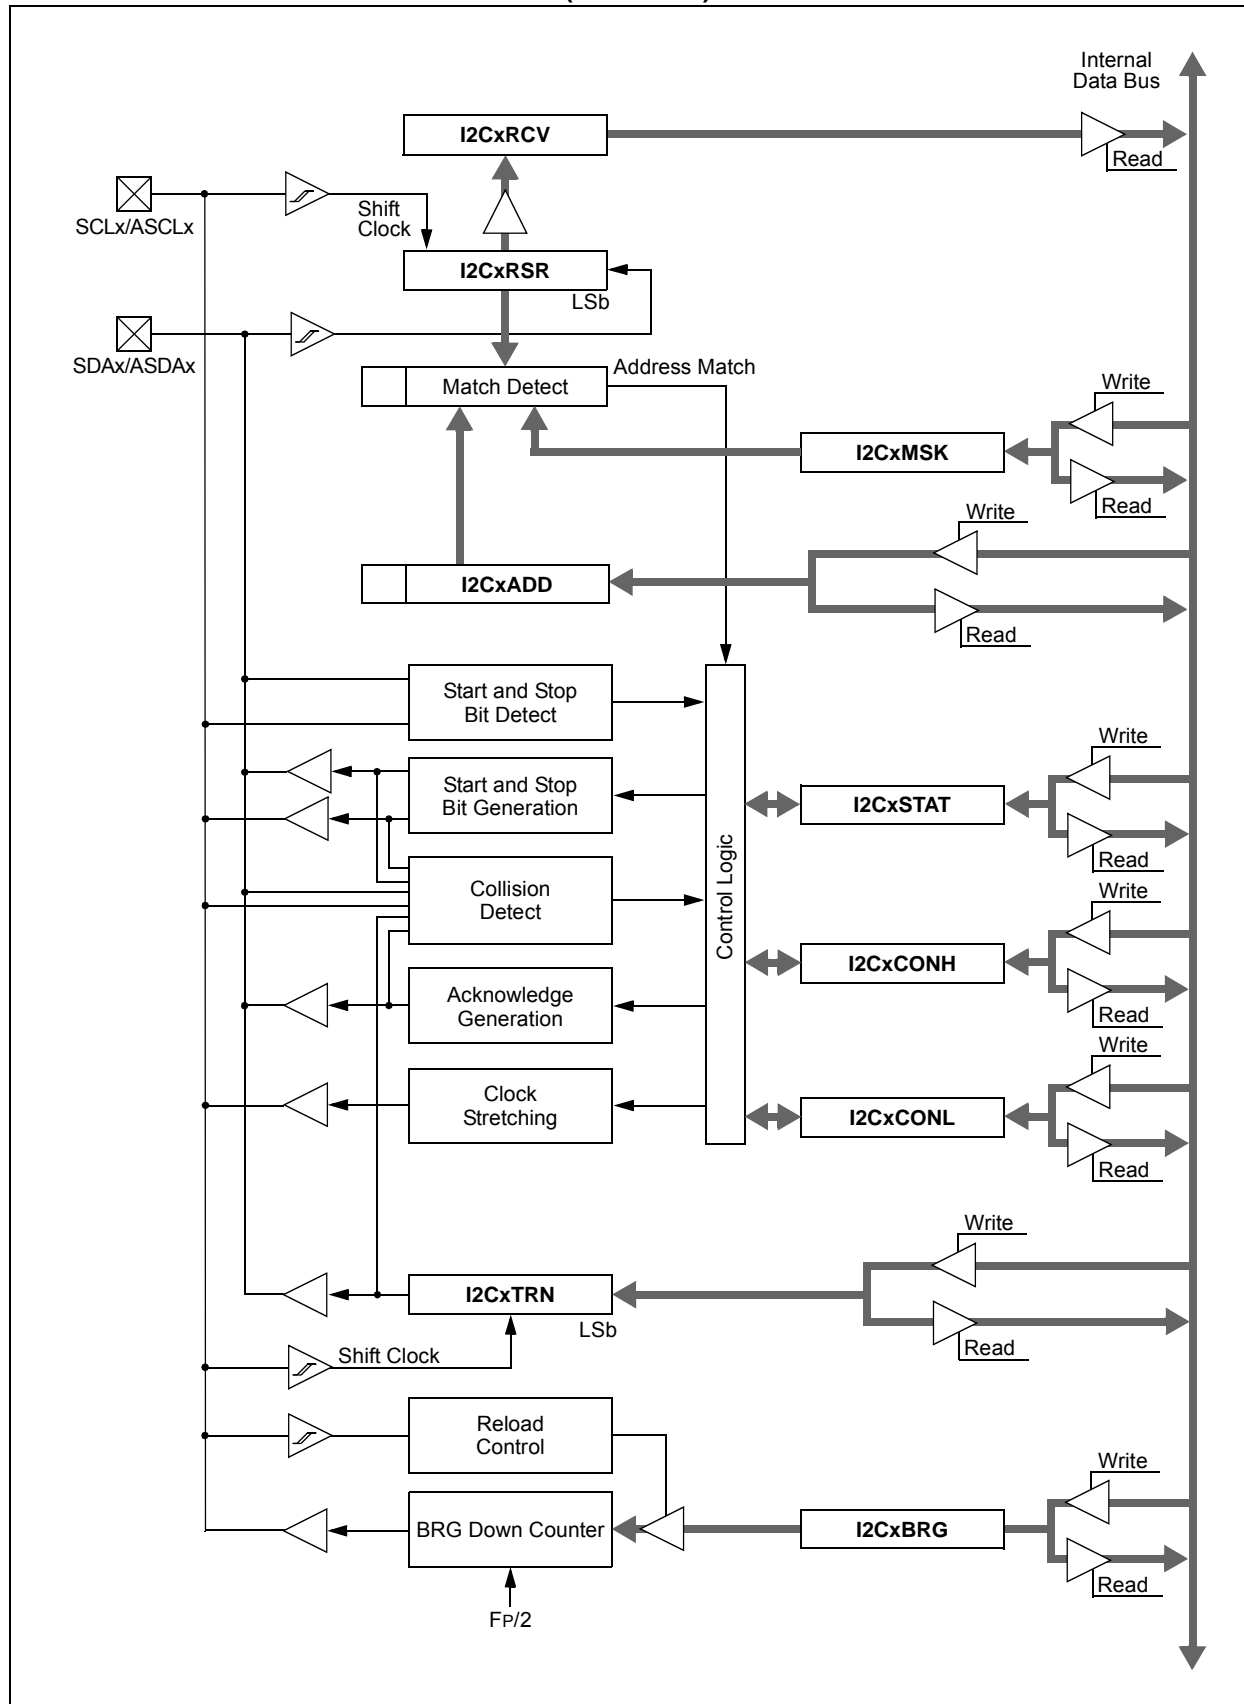 Internal
Data Bus
I2CxRCV
Read
Shift
Clock
SCLx/ASCLx
I2CxRSR
LSb
SDAx/ASDAx
Address Match
Match Detect
Write
I2CxMSK
Read
Write
I2CxADD
Read
Start and Stop
Bit Detect
Write
Start and Stop
Bit Generation
I2CxSTAT
Read
Control Logic
Collision
Detect
Write
I2CxCONH
Acknowledge
Generation
Read
Write
Clock
Stretching
I2CxCONL
Read
Write
I2CxTRN
LSb
Read
Shift Clock
Reload
Control
Write
BRG Down Counter
I2CxBRG
Read
FP/2